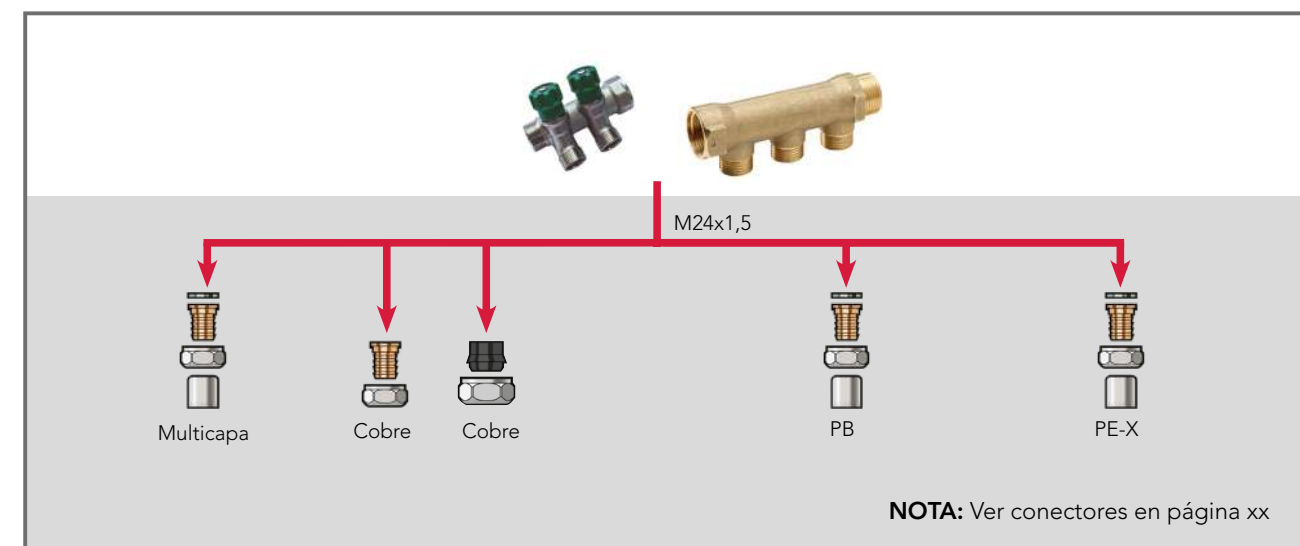 M24x1,5
Multicapa
Cobre
Cobre
PB
PE-X
NOTA: Ver conectores en página xx